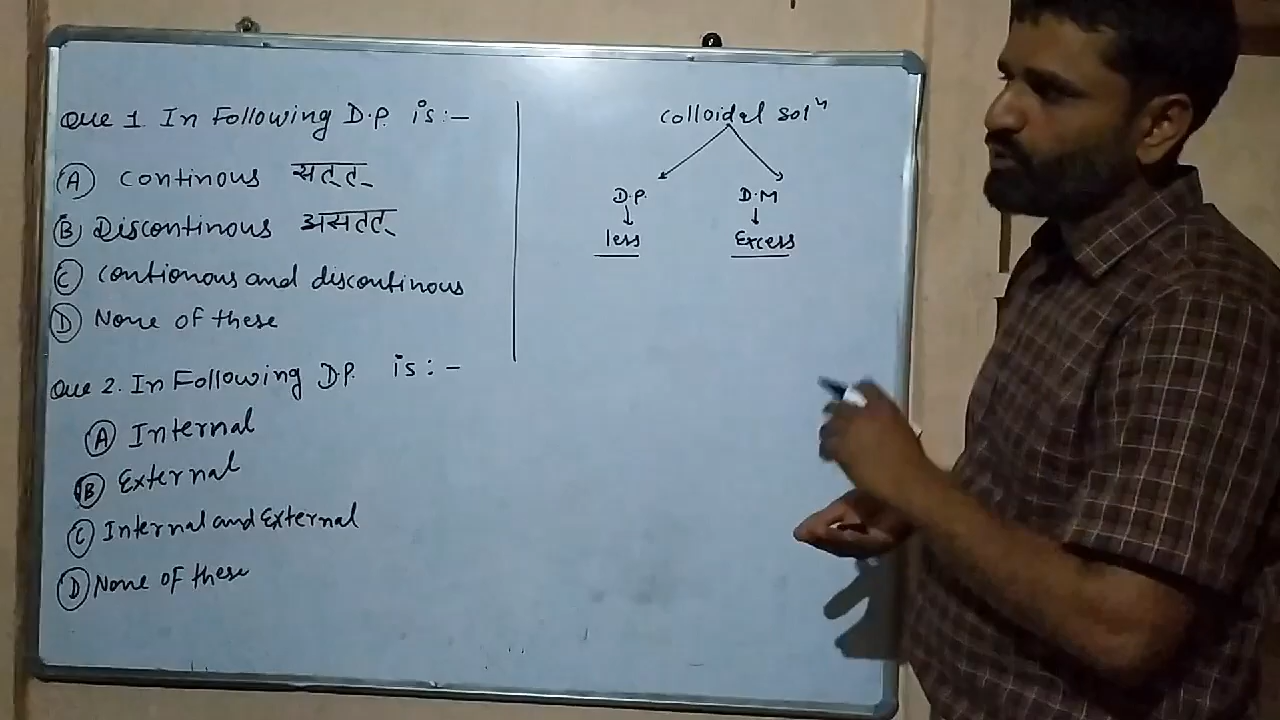 Que 1. In Following D.P. is:-
(A) Continous सतत्
(B) Discontinous असतत्
(C) Contionous and discontinous
(D) None of these
Que 2. In Following D.P. is:-
(A) Internal
(B) External
(C) Internal and External
(D) None of these
Colloidal Solⁿ
D.P. D.M
less Excess